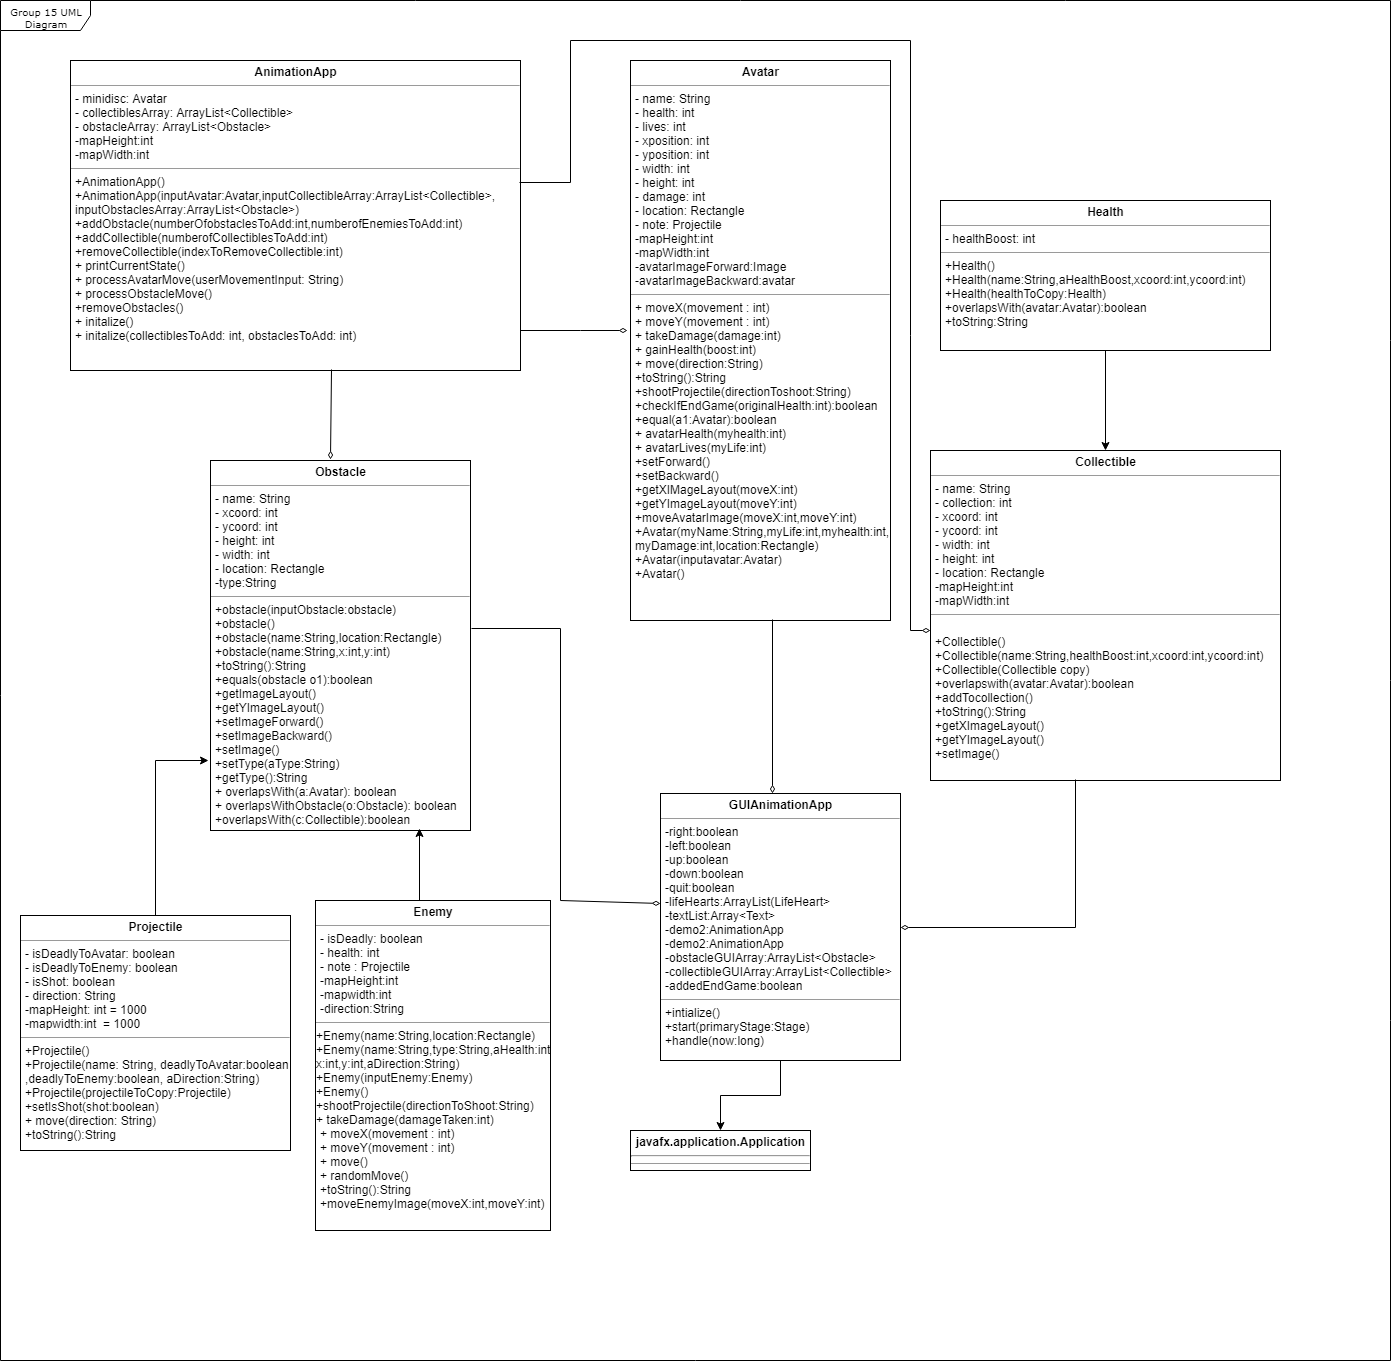 Group 15 UML
Diagram
AnimationApp
- minidisc: Avatar
- collectiblesArray: ArrayList<Collectible>
- obstacleArray: ArrayList<Obstacle>
-mapHeight:int
-mapWidth:int
+AnimationApp()
+AnimationApp(inputAvatar:Avatar,inputCollectibleArray:ArrayList<Collectible>,
inputObstaclesArray:ArrayList<Obstacle>)
+addObstacle(numberOfobstaclesToAdd:int,numberofEnemiesToAdd:int)
+addCollectible(numberofCollectiblesToAdd:int)
+removeCollectible(indexToRemoveCollectible:int)
+ printCurrentState()
+ processAvatarMove(userMovementInput: String)
+ processObstacleMove()
+removeObstacles()
+ initalize()
+ initalize(collectiblesToAdd: int, obstaclesToAdd: int)
Avatar
- name: String
- health: int
- lives: int
- xposition: int
- yposition: int
- width: int
- height: int
- damage: int
- location: Rectangle
- note: Projectile
-mapHeight:int
-mapWidth:int
-avatarImageForward:Image
-avatarImageBackward:avatar
+ moveX(movement : int)
+ moveY(movement : int)
+ takeDamage(damage:int)
+ gainHealth(boost:int)
+ move(direction:String)
+toString():String
+shootProjectile(directionToshoot:String)
+checkIfEndGame(originalHealth:int):boolean
+equal(a1:Avatar):boolean
+ avatarHealth(myhealth:int)
+ avatarLives(myLife:int)
+setForward()
+setBackward()
+getXIMageLayout(moveX:int)
+getYImageLayout(moveY:int)
+moveAvatarImage(moveX:int,moveY:int)
+Avatar(myName:String,myLife:int,myhealth:int,
myDamage:int,location:Rectangle)
+Avatar(inputavatar:Avatar)
+Avatar()
Health
- healthBoost: int
+Health()
+Health(name:String,aHealthBoost,xcoord:int,ycoord:int)
+Health(healthToCopy:Health)
+overlapsWith(avatar:Avatar):boolean
+toString:String
Obstacle
- name: String
- xcoord: int
- ycoord: int
- height: int
- width: int
- location: Rectangle
-type:String
+obstacle(inputObstacle:obstacle)
+obstacle()
+obstacle(name:String,location:Rectangle)
+obstacle(name:String,x:int,y:int)
+toString():String
+equals(obstacle o1):boolean
+getImageLayout()
+getYImageLayout()
+setImageForward()
+setImageBackward()
+setImage()
+setType(aType:String)
+getType():String
+ overlapsWith(a:Avatar): boolean
+ overlapsWithObstacle(o:Obstacle): boolean
+overlapsWith(c:Collectible):boolean
Collectible
- name: String
- collection: int
- xcoord: int
- ycoord: int
- width: int
- height: int
- location: Rectangle
-mapHeight:int
-mapWidth:int
+Collectible()
+Collectible(name:String,healthBoost:int,xcoord:int,ycoord:int)
+Collectible(Collectible copy)
+overlapswith(avatar:Avatar):boolean
+addTocollection()
+toString():String
+getXImageLayout()
+getYImageLayout()
+setImage()
GUIAnimationApp
-right:boolean
-left:boolean
-up:boolean
-down:boolean
-quit:boolean
-lifeHearts:ArrayList(LifeHeart>
-textList:Array<Text>
-demo2:AnimationApp
-demo2:AnimationApp
-obstacleGUIArray:ArrayList<Obstacle>
-collectibleGUIArray:ArrayList<Collectible>
-addedEndGame:boolean
+intialize()
+start(primaryStage:Stage)
+handle(now:long)
Projectile
- isDeadlyToAvatar: boolean
- isDeadlyToEnemy: boolean
- isShot: boolean
- direction: String
-mapHeight: int = 1000
-mapwidth:int = 1000
+Projectile()
+Projectile(name: String, deadlyToAvatar:boolean
,deadlyToEnemy:boolean, aDirection:String)
+Projectile(projectileToCopy:Projectile)
+setIsShot(shot:boolean)
+ move(direction: String)
+toString():String
Enemy
- isDeadly: boolean
- health: int
- note : Projectile
-mapHeight:int
-mapwidth:int
-direction:String
+Enemy(name:String,location:Rectangle)
+Enemy(name:String,type:String,aHealth:int
x:int,y:int,aDirection:String)
+Enemy(inputEnemy:Enemy)
+Enemy()
+shootProjectile(directionToShoot:String)
+ takeDamage(damageTaken:int)
+ moveX(movement : int)
+ moveY(movement : int)
+ move()
+ randomMove()
+toString():String
+moveEnemyImage(moveX:int,moveY:int)
javafx.application.Application